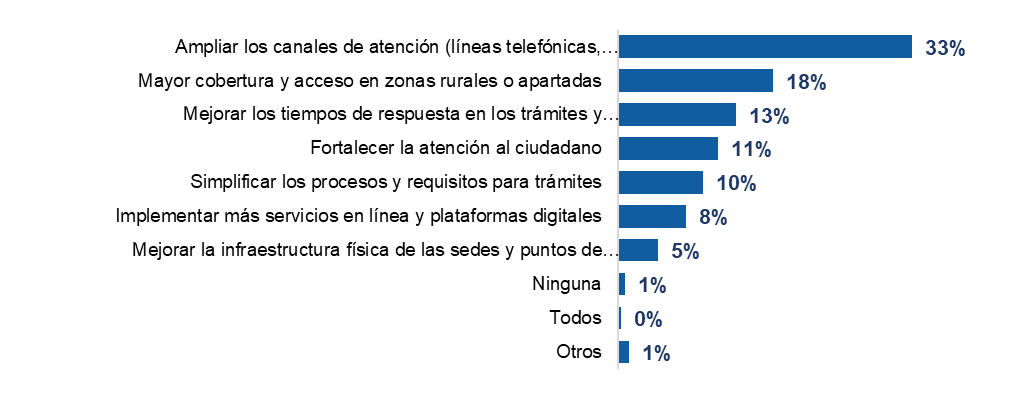 Ampliar los canales de atención (líneas telefónicas,... 33%
Mayor cobertura y acceso en zonas rurales o apartadas 18%
Mejorar los tiempos de respuesta en los trámites y... 13%
Fortalecer la atención al ciudadano 11%
Simplificar los procesos y requisitos para trámites 10%
Implementar más servicios en línea y plataformas digitales 8%
Mejorar la infraestructura física de las sedes y puntos de... 5%
Ninguna 1%
Todos 0%
Otros 1%